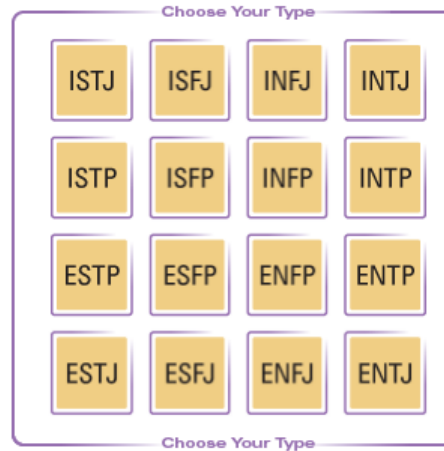 Choose Your Type
ISTJ ISFJ INFJ INTJ
ISTP ISFP INFP INTP
ESTP ESFP ENFP ENTP
ESTJ ESFJ ENFJ ENTJ
Choose Your Type